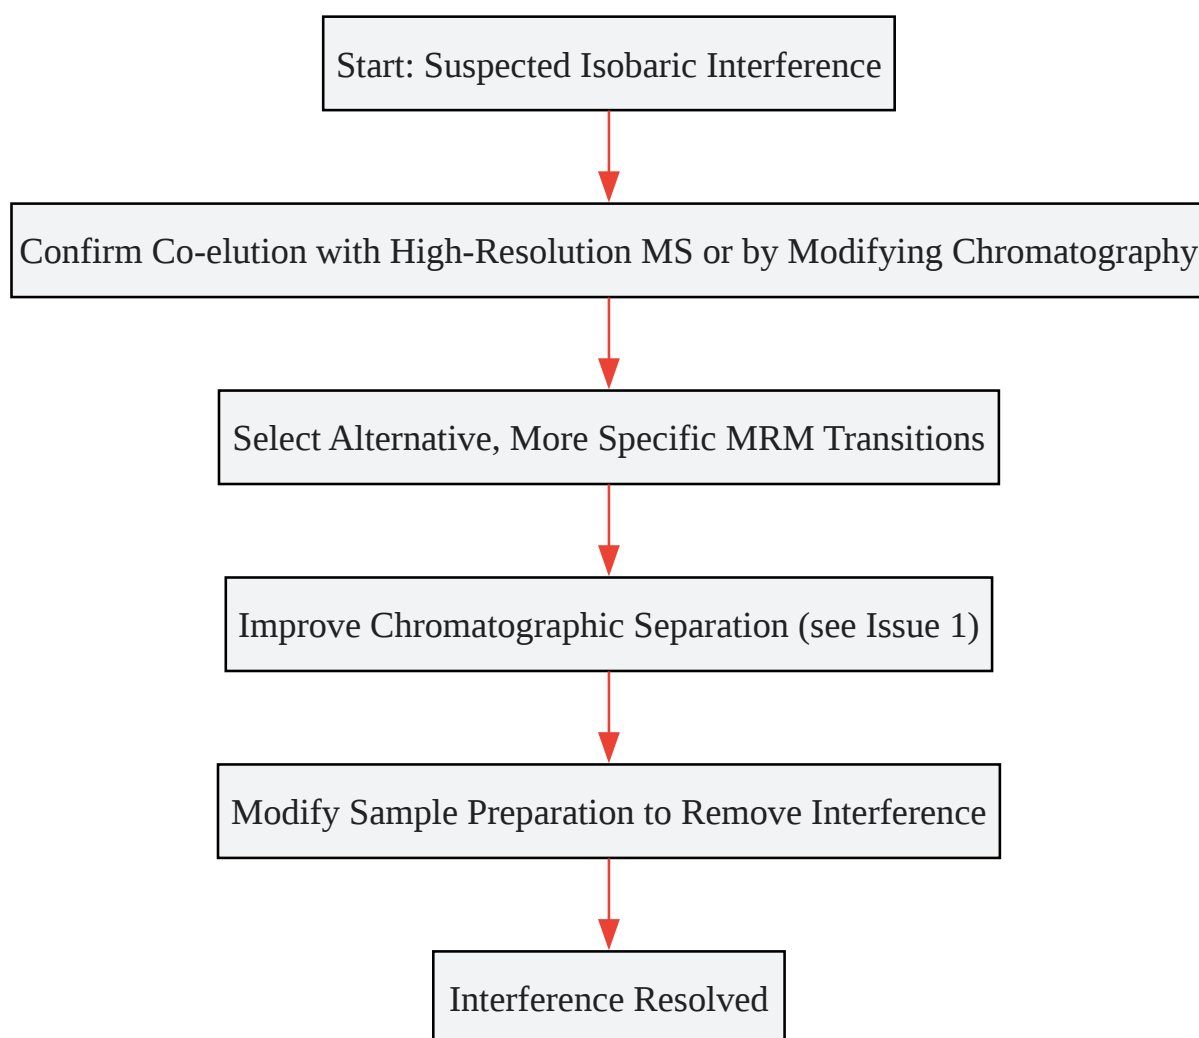 Start: Suspected Isobaric Interference
Confirm Co-elution with High-Resolution MS or by Modifying Chromatography
Select Alternative, More Specific MRM Transitions
Improve Chromatographic Separation (see Issue 1)
Modify Sample Preparation to Remove Interference
Interference Resolved